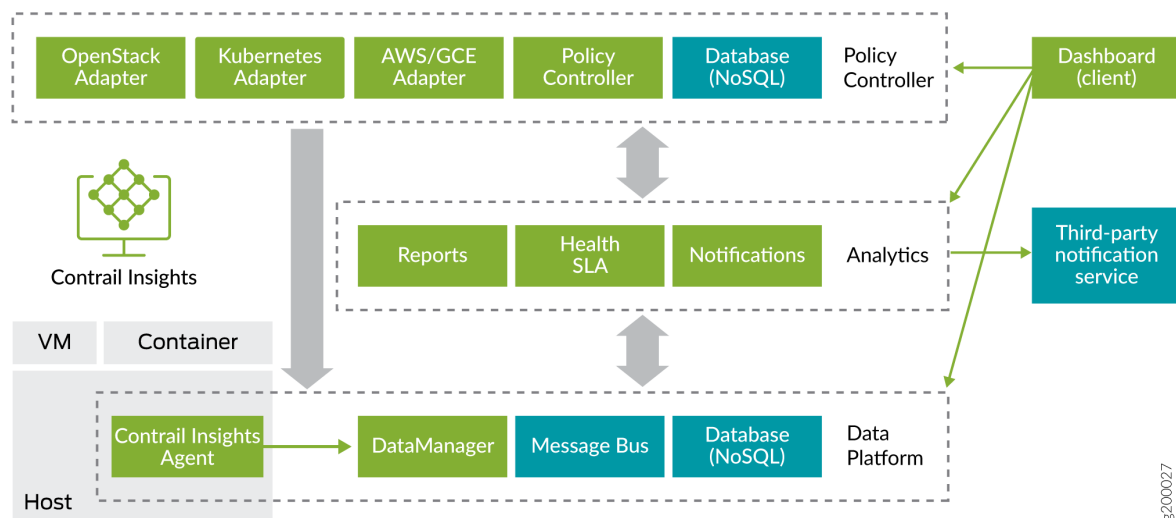 OpenStack
Adapter
Kubernetes
Adapter
AWS/GCE
Adapter
Policy
Controller
Database
(NoSQL)
Policy
Controller
Dashboard
(client)
Contrail Insights
Reports
Health
SLA
Notifications
Analytics
Third-party
notification
service
VM
Container
Contrail Insights
Agent
DataManager
Message Bus
Database
(NoSQL)
Data
Platform
Host
g200027